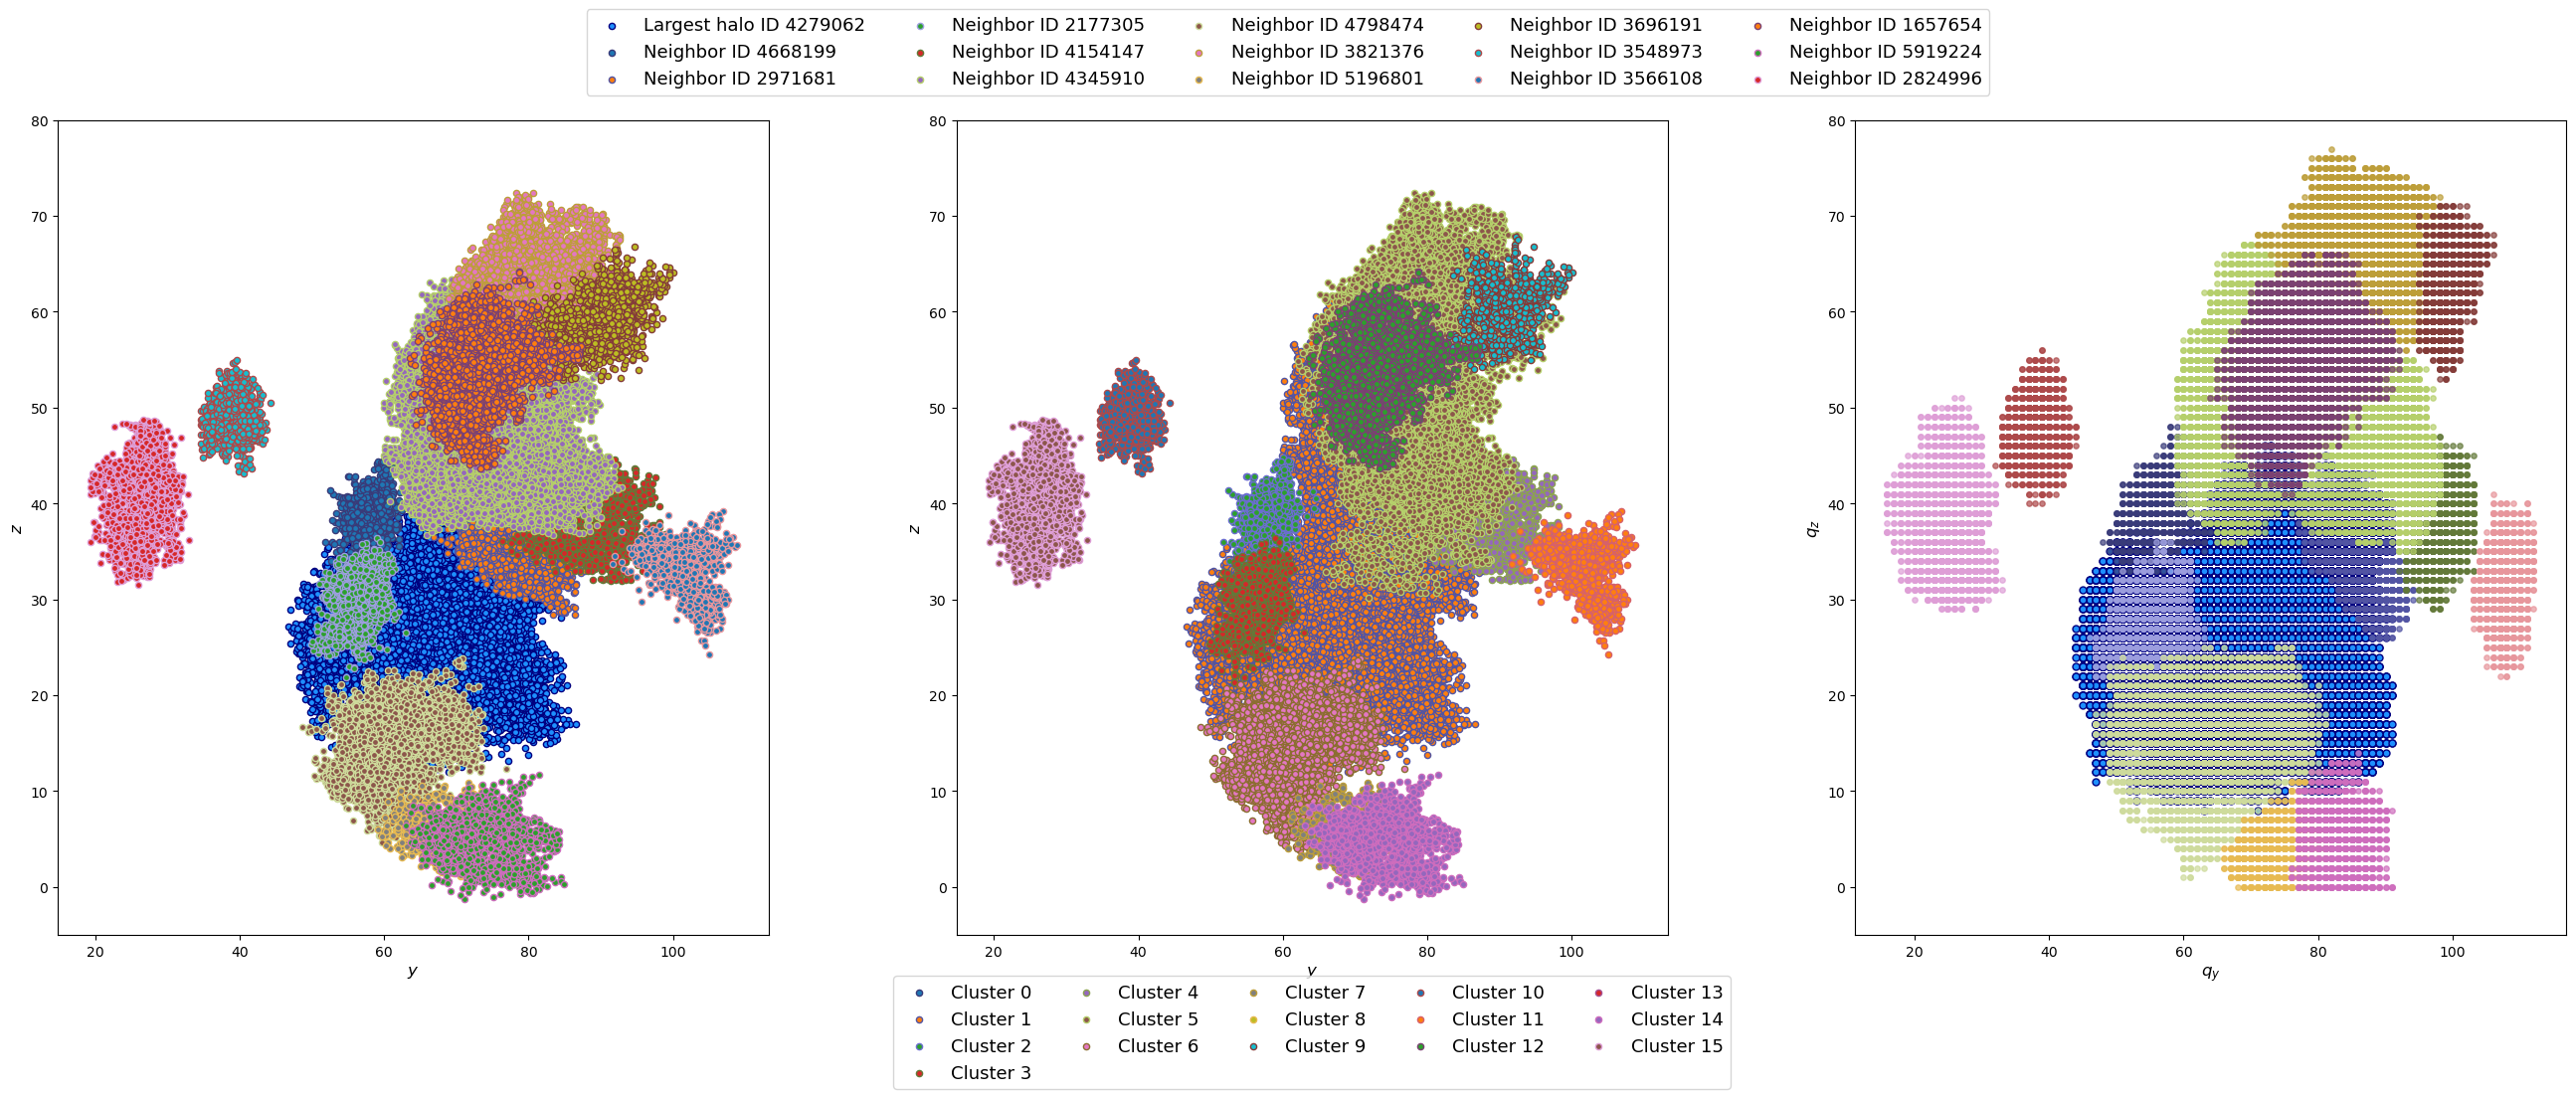 Largest halo ID 4279062 Neighbor ID 2177305 Neighbor ID 4798474 Neighbor ID 3696191 Neighbor ID 1657654
Neighbor ID 4668199 Neighbor ID 4154147 Neighbor ID 3821376 Neighbor ID 3548973 Neighbor ID 5919224
Neighbor ID 2971681 Neighbor ID 4345910 Neighbor ID 5196801 Neighbor ID 3566108 Neighbor ID 2824996
80
70
60
50
40
30
20
10
0
z
20 40 60 80 100
y
80
70
60
50
40
30
20
10
0
z
20 40 60 80 100
y
80
70
60
50
40
30
20
10
0
q_z
20 40 60 80 100
q_y
Cluster 0 Cluster 4 Cluster 7 Cluster 10 Cluster 13
Cluster 1 Cluster 5 Cluster 8 Cluster 11 Cluster 14
Cluster 2 Cluster 6 Cluster 9 Cluster 12 Cluster 15
Cluster 3